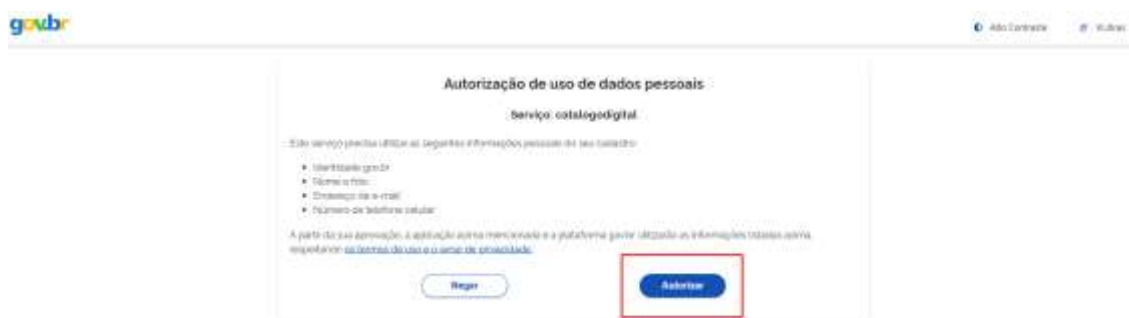 gov.br
Alto Contraste VLibras
Autorização de uso de dados pessoais
Serviço: catalogodigital
Este serviço precisa utilizar as seguintes informações pessoais do seu cadastro:
Identidade gov.br
Nome e foto
Endereço de e-mail
Número de telefone celular
A partir da sua aprovação, a aplicação acima mencionada e a plataforma gov.br utilizarão as informações listadas acima,
respeitando os termos de uso e o aviso de privacidade.
Negar Autorizar